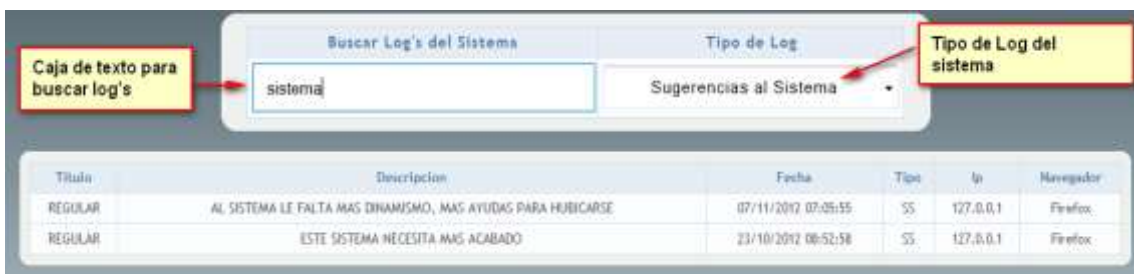 Buscar Log's del Sistema Tipo de Log
Caja de texto para
buscar log's
sistema
Sugerencias al Sistema
Tipo de Log del
sistema
Titulo Descripcion Fecha Tipo Ip Navegador
REGULAR AL SISTEMA LE FALTA MAS DINAMISMO, MAS AYUDAS PARA HUBICARSE 07/11/2012 07:05:55 SS 127.0.0.1 Firefox
REGULAR ESTE SISTEMA NECESITA MAS ACABADO 23/10/2012 08:52:58 SS 127.0.0.1 Firefox